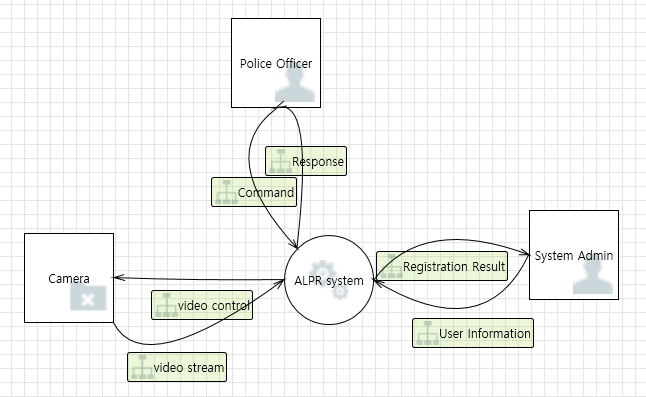 Police Officer
Response
Command
System Admin
Registration Result
Camera
ALPR system
video control
User Information
video stream